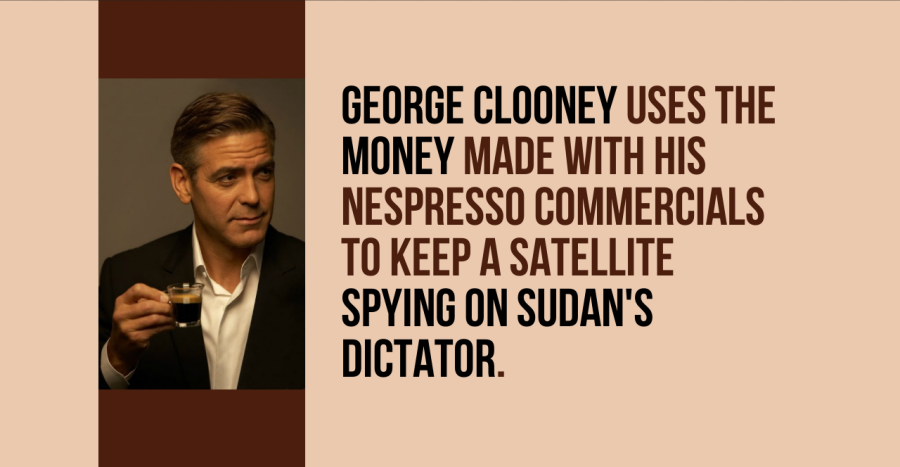 GEORGE CLOONEY USES THE
MONEY MADE WITH HIS
NESPRESSO COMMERCIALS
TO KEEP A SATELLITE
SPYING ON SUDAN'S
DICTATOR.